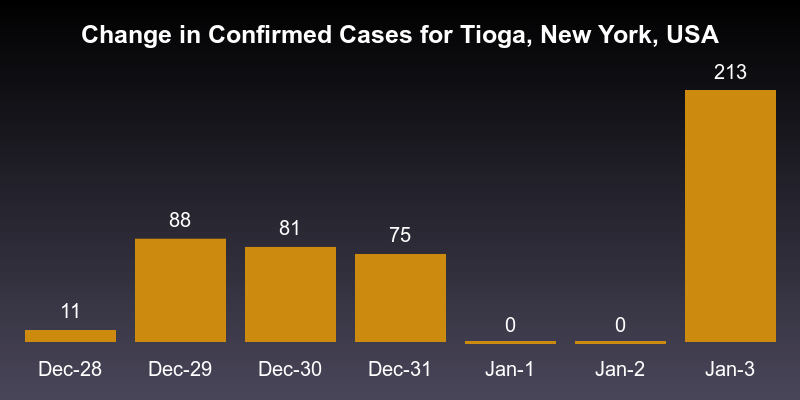 Change in Confirmed Cases for Tioga, New York, USA
213
88
81
75
11
0
0
Dec-28
Dec-29
Dec-30
Dec-31
Jan-1
Jan-2
Jan-3